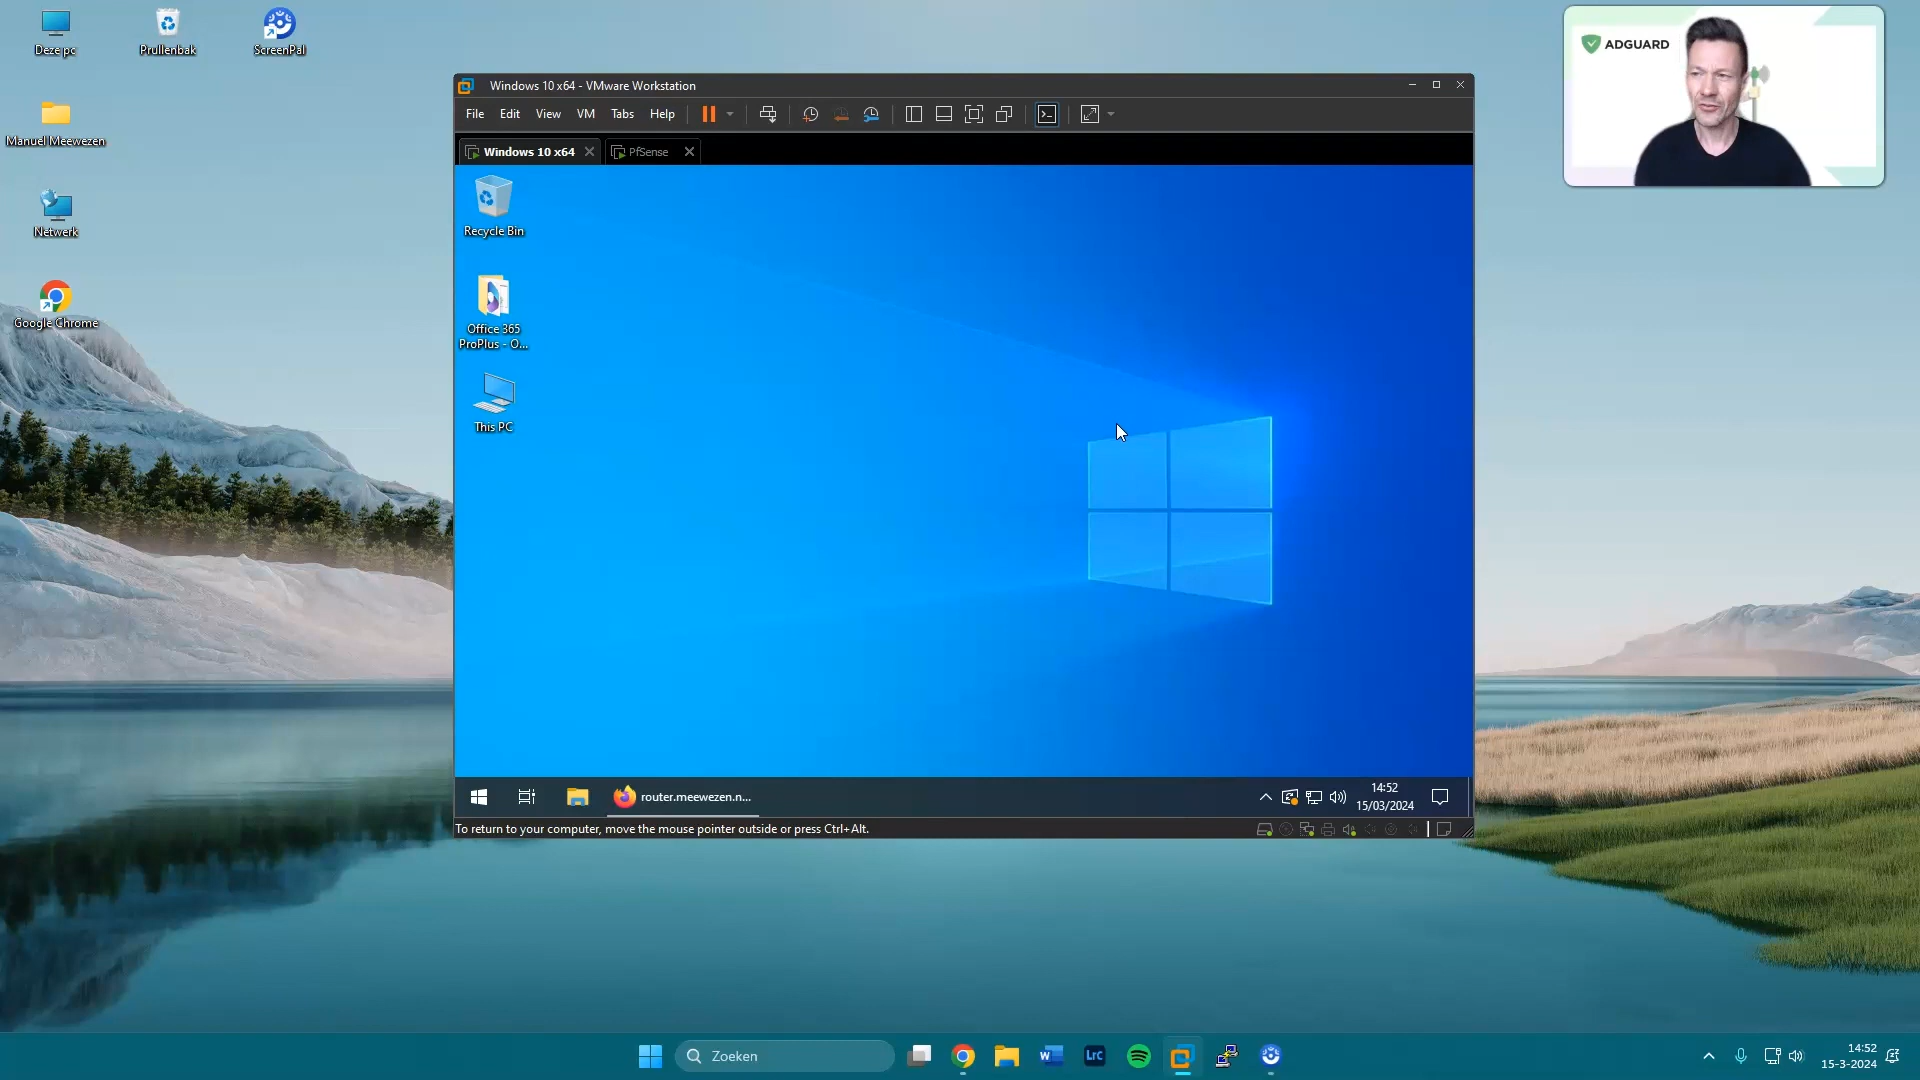 Deze pc
Prullenbak
ScreenPal
Manuel Meewezen
Netwerk
Google Chrome
ADGUARD
Windows 10 x64 - VMware Workstation
File Edit View VM Tabs Help
Windows 10 x64
PfSense
Recycle Bin
Office 365
ProPlus - O...
This PC
router.meewezen.n...
14:52
15/03/2024
To return to your computer, move the mouse pointer outside or press Ctrl+Alt.
Zoeken
W
LrC
14:52
15-3-2024